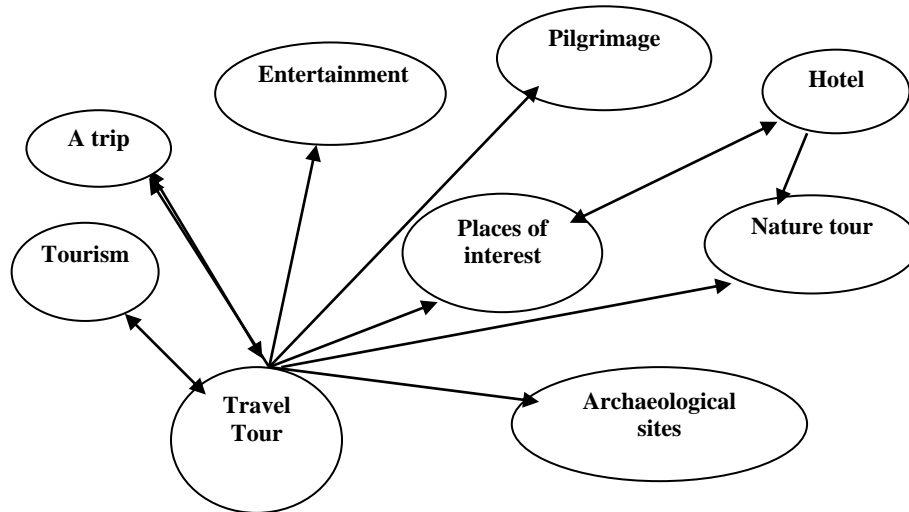 Pilgrimage
Entertainment
Hotel
A trip
Places of
interest
Nature tour
Tourism
Travel
Tour
Archaeological
sites